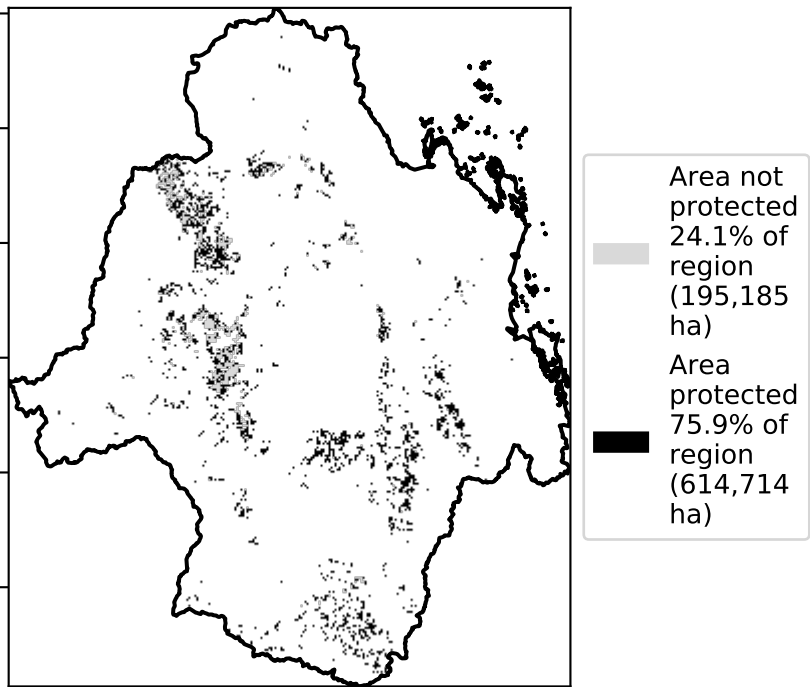 Area not
protected
24.1% of
region
(195,185
ha)
Area
protected
75.9% of
region
(614,714
ha)